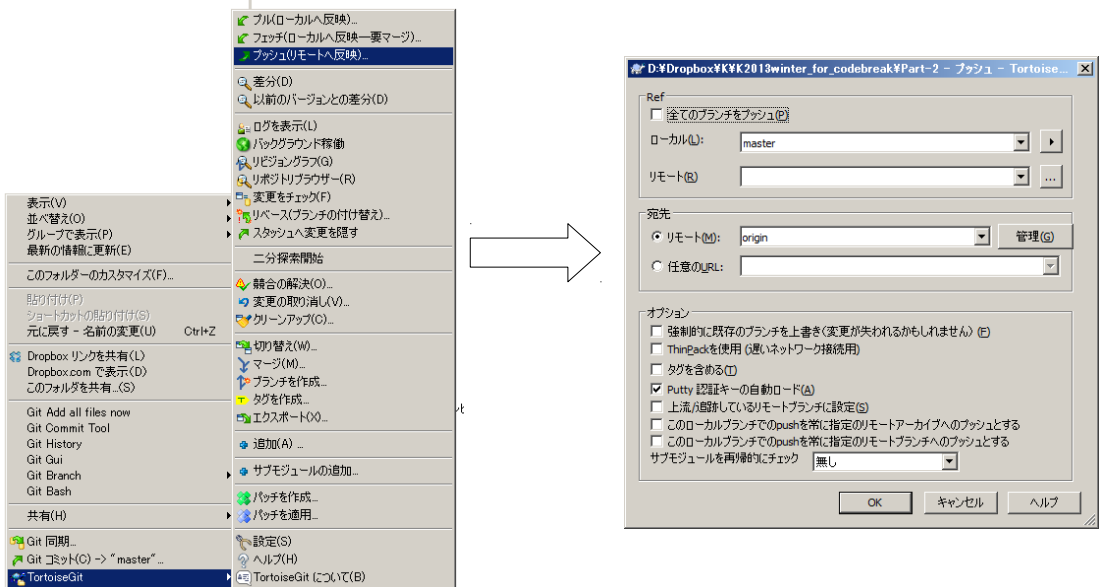 表示(V)
並べ替え(O)
グループで表示(P)
最新の情報に更新(E)
このフォルダーのカスタマイズ(F)...
貼り付け(P)
ショートカットの貼り付け(S)
元に戻す - 名前の変更(U) Ctrl+Z
Dropbox リンクを共有(L)
Dropbox.com で表示(D)
このフォルダを共有...(S)
Git Add all files now
Git Commit Tool
Git History
Git Gui
Git Branch
Git Bash
共有(H)
Git 同期...
Git コミット(C) -> "master"...
TortoiseGit
プル(ローカルへ反映)...
フェッチ(ローカルへ反映―要マージ)...
プッシュ(リモートへ反映)...
差分(D)
以前のバージョンとの差分(D)
ログを表示(L)
バックグラウンド稼働
リビジョングラフ(G)
リポジトリブラウザー(R)
変更をチェック(F)
リベース(ブランチの付け替え)...
スタッシュへ変更を隠す
二分探索開始
競合の解決(O)...
変更の取り消し(V)...
クリーンアップ(C)...
切り替え(W)...
マージ(M)...
ブランチを作成...
タグを作成...
エクスポート(X)...
追加(A) ...
サブモジュールの追加...
パッチを作成...
パッチを適用...
設定(S)
ヘルプ(H)
TortoiseGit について(B)
D:¥Dropbox¥K¥K2013winter_for_codebreak¥Part-2 - プッシュ - Tortoise...
Ref
全てのブランチをプッシュ(P)
ローカル(L): master
リモート(R)
...
宛先
リモート(M): origin 管理(G)
任意のURL:
オプション
強制的に既存のブランチを上書き(変更が失われるかもしれません) (F)
ThinPackを使用 (遅いネットワーク接続用)
タグを含める(T)
Putty 認証キーの自動ロード(A)
上流/追跡しているリモートブランチに設定(S)
このローカルブランチでのpushを常に指定のリモートアーカイブへのプッシュとする
このローカルブランチでのpushを常に指定のリモートブランチへのプッシュとする
サブモジュールを再帰的にチェック 無し
OK キャンセル ヘルプ